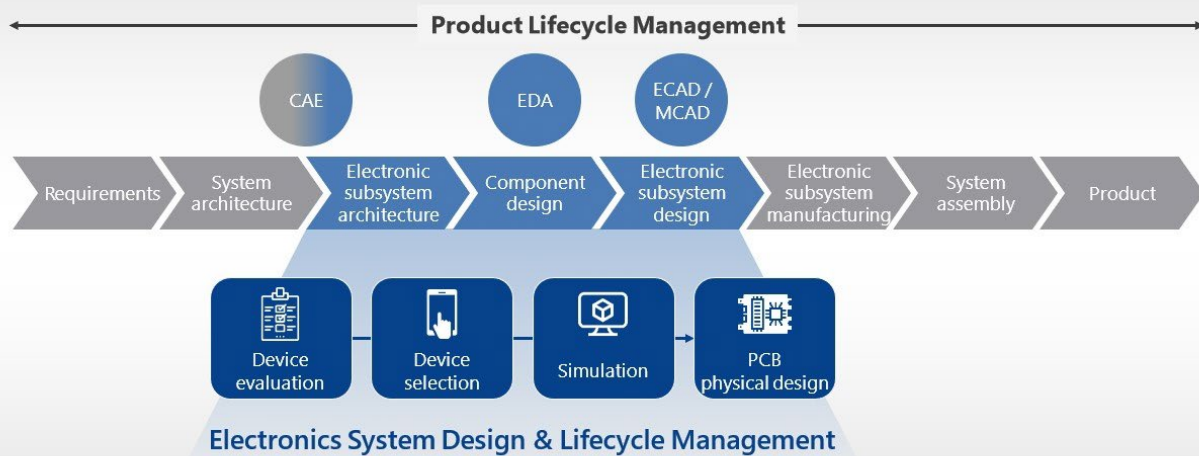 Product Lifecycle Management
CAE
EDA
ECAD /
MCAD
Requirements
System
architecture
Electronic
subsystem
architecture
Component
design
Electronic
subsystem
design
Electronic
subsystem
manufacturing
System
assembly
Product
Device
evaluation
Device
selection
Simulation
PCB
physical design
Electronics System Design & Lifecycle Management